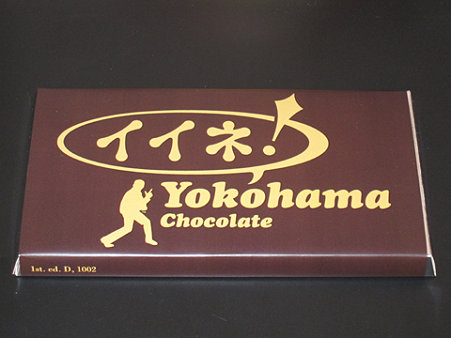 イイネ!
Yokohama
Chocolate
1st. ed. D, 1002